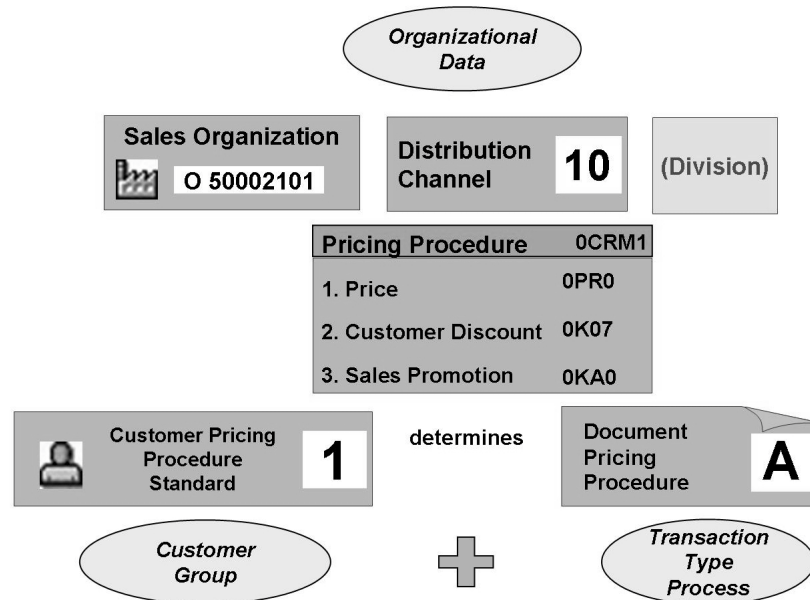 Organizational
Data
Sales Organization
O 50002101
Distribution
Channel
10
(Division)
Pricing Procedure 0CRM1
1. Price 0PR0
2. Customer Discount 0K07
3. Sales Promotion 0KA0
Customer Pricing
Procedure
Standard
1
determines
Document
Pricing
Procedure
A
Customer
Group
Transaction
Type
Process